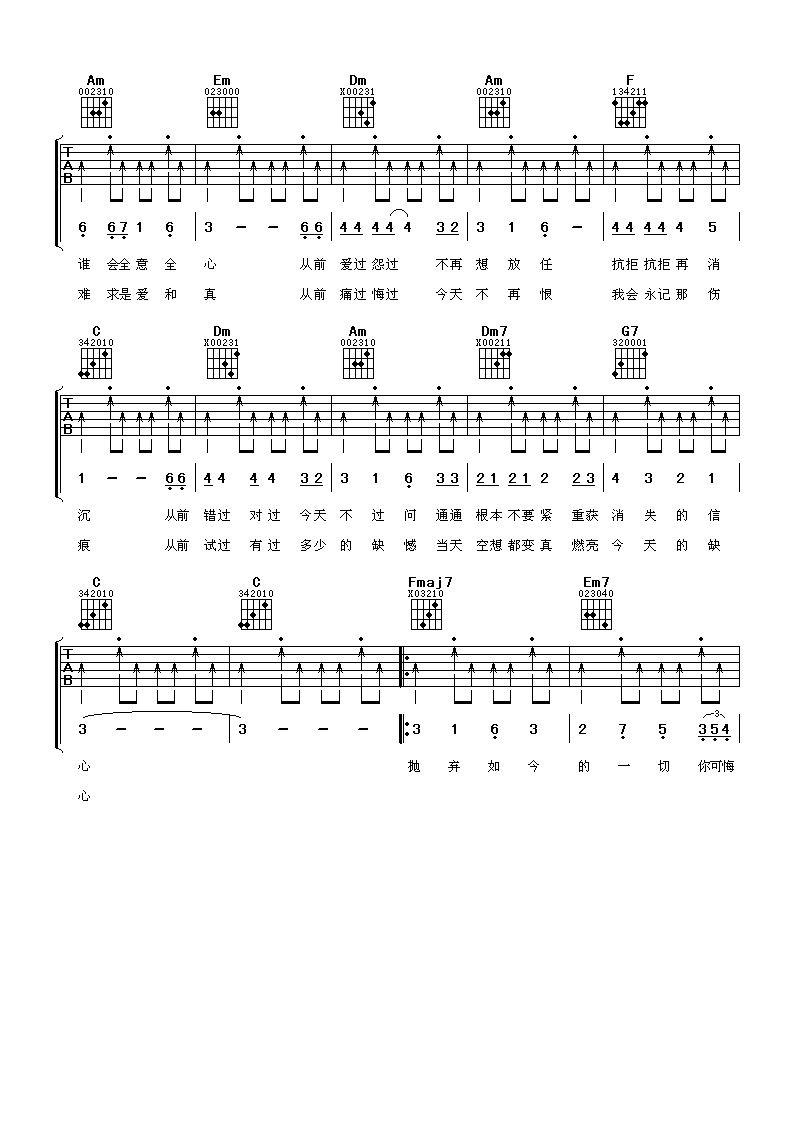 Am Em Dm Am F
002310 023000 X00231 002310 134211
T
A
B
6 6 7 1 6 3 - - 6 6 4 4 4 4 4 3 2 3 1 6 - 4 4 4 4 4 5
谁 会全 意 全 心 从前 爱过 怨过 不再 想 放 任 抗拒 抗拒 再 消
难 求是 爱 和 真 从前 痛过 悔过 今天 不 再 恨 我会 永记 那 伤
C Dm Am Dm7 G7
342010 X00231 002310 X00211 320001
T
A
B
1 - - 6 6 4 4 4 4 3 2 3 1 6 3 3 2 1 2 1 2 2 3 4 3 2 1
沉 从前 错过 对 过 今天 不 过 问 通通 根本 不要 紧 重获 消 失 的 信
痕 从前 试过 有 过 多少 的 缺 憾 当天 空想 都变 真 燃亮 今 天 的 缺
C C Fmaj7 Em7
342010 342010 X03210 023040
T
A
B
3 - - - 3 - - - 3 1 6 3 2 7 5 3 5 4
3
心 抛 弃 如 今 的 一 切 你可悔
心